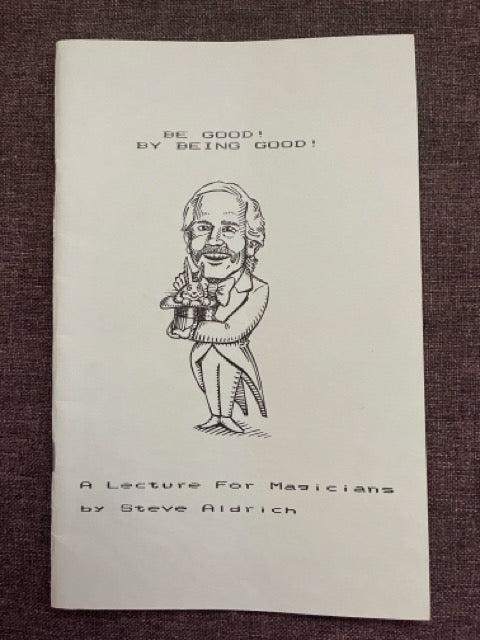 BE GOOD!
BY BEING GOOD!
A Lecture For Magicians
by Steve Aldrich